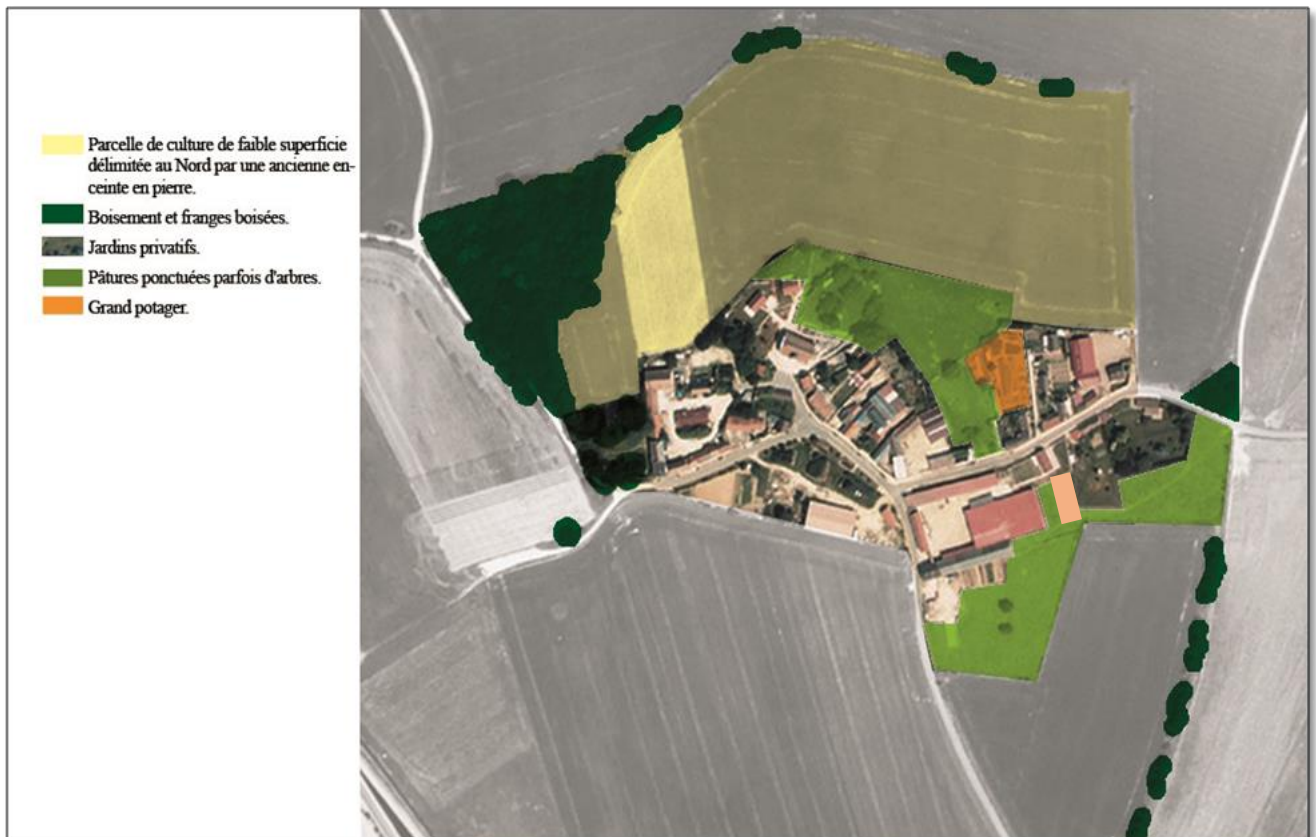 Parcelle de culture de faible superficie
délimitée au Nord par une ancienne en-
ceinte en pierre.
Boisement et franges boisées.
Jardins privatifs.
Pâtures ponctuées parfois d'arbres.
Grand potager.